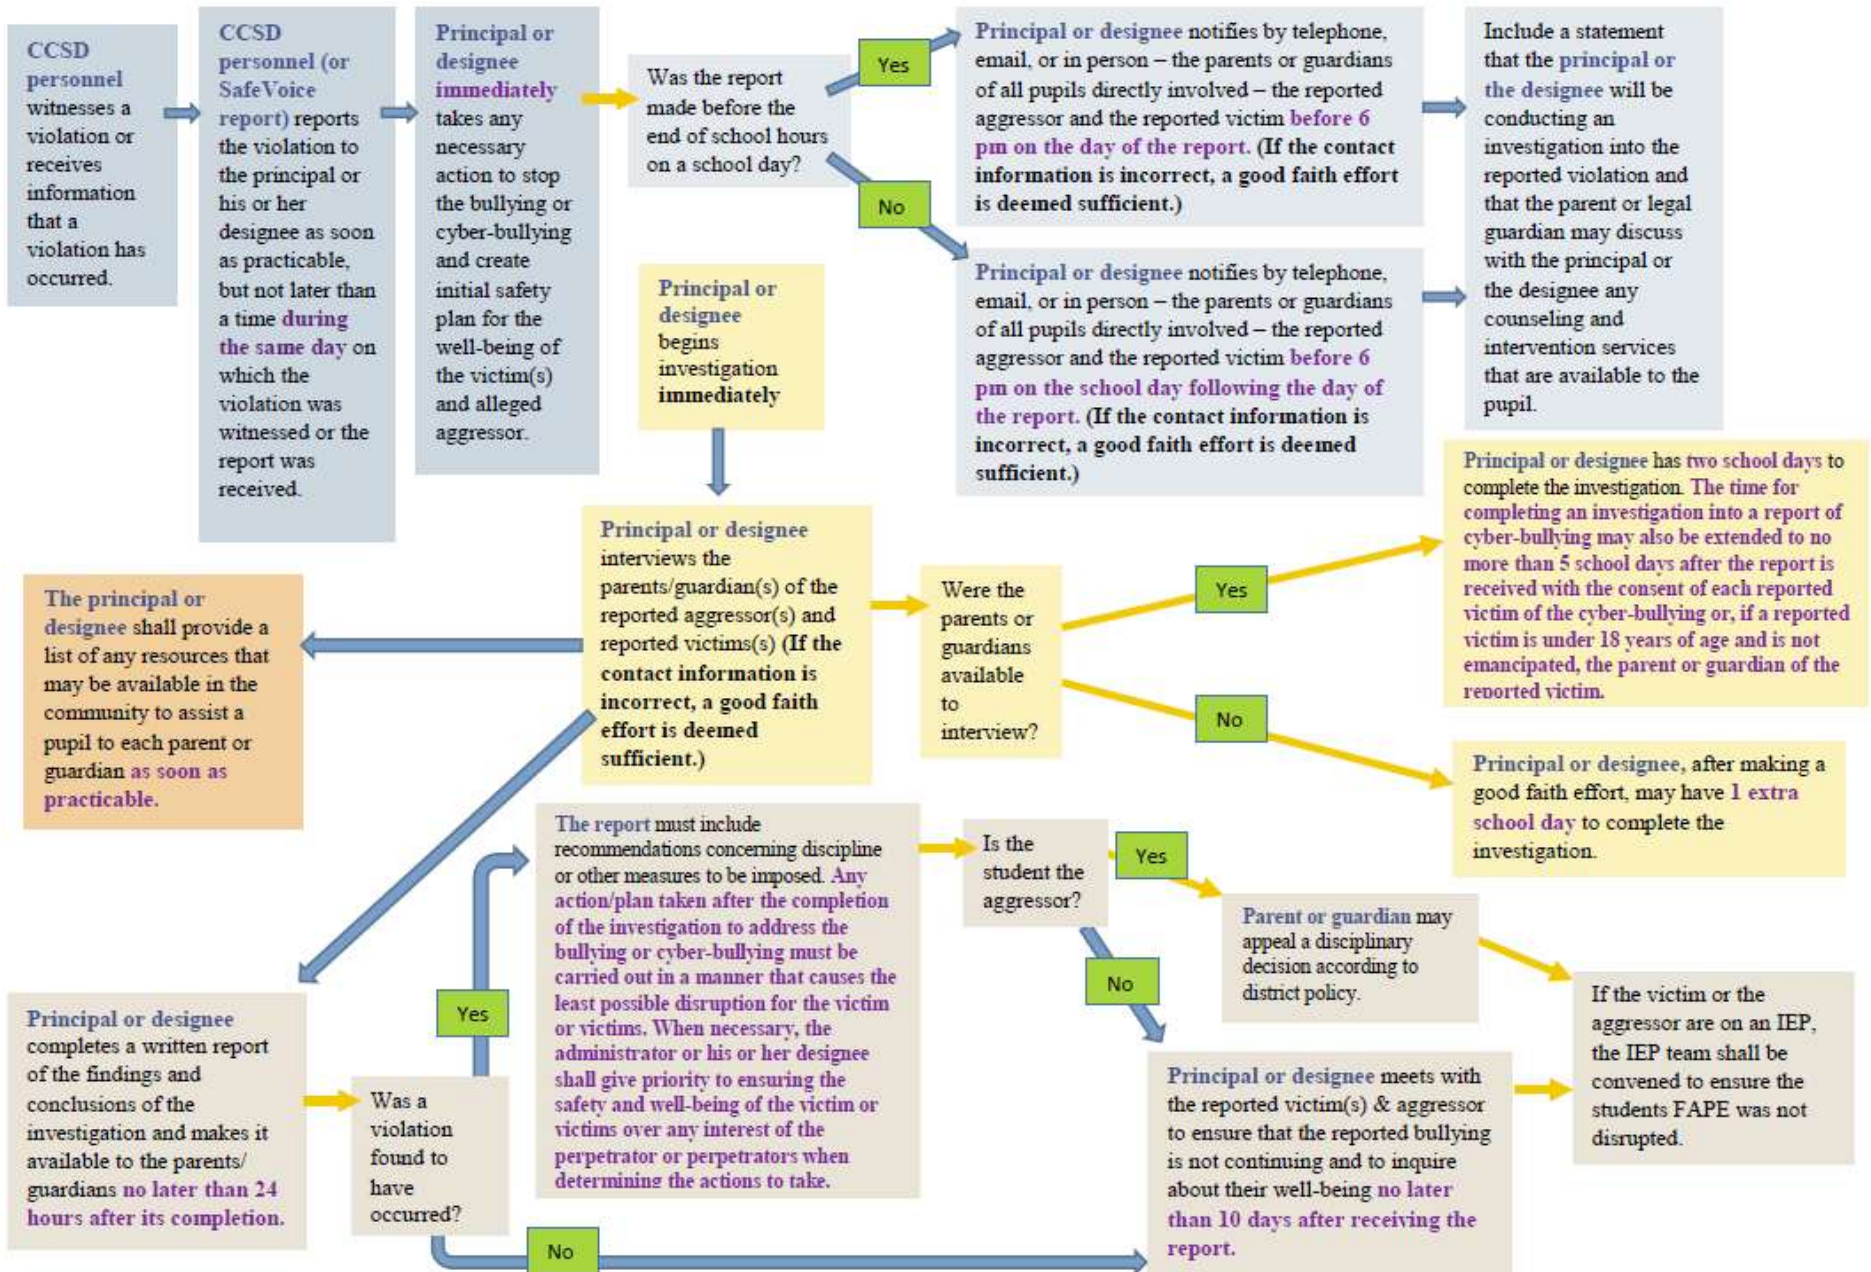 CCSD
personnel
witnesses a
violation or
receives
information
that a
violation has
occurred.
CCSD
personnel (or
SafeVoice
report) reports
the violation to
the principal or
his or her
designee as soon
as practicable,
but not later than
a time during
the same day on
which the
violation was
witnessed or the
report was
received.
Principal or
designee
immediately
takes any
necessary
action to stop
the bullying or
cyber-bullying
and create
initial safety
plan for the
well-being of
the victim(s)
and alleged
aggressor.
Was the report
made before the
end of school hours
on a school day?
Yes
No
Principal or designee notifies by telephone,
email, or in person – the parents or guardians
of all pupils directly involved – the reported
aggressor and the reported victim before 6
pm on the day of the report. (If the contact
information is incorrect, a good faith effort
is deemed sufficient.)
Principal or designee notifies by telephone,
email, or in person – the parents or guardians
of all pupils directly involved – the reported
aggressor and the reported victim before 6
pm on the school day following the day of
the report. (If the contact information is
incorrect, a good faith effort is deemed
sufficient.)
Include a statement
that the principal or
the designee will be
conducting an
investigation into the
reported violation and
that the parent or legal
guardian may discuss
with the principal or
the designee any
counseling and
intervention services
that are available to the
pupil.
Principal or
designee
begins
investigation
immediately
Principal or designee
interviews the
parents/guardian(s) of the
reported aggressor(s) and
reported victims(s) (If the
contact information is
incorrect, a good faith
effort is deemed
sufficient.)
The principal or
designee shall provide a
list of any resources that
may be available in the
community to assist a
pupil to each parent or
guardian as soon as
practicable.
Were the
parents or
guardians
available
to
interview?
Yes
No
Principal or designee has two school days to
complete the investigation. The time for
completing an investigation into a report of
cyber-bullying may also be extended to no
more than 5 school days after the report is
received with the consent of each reported
victim of the cyber-bullying or, if a reported
victim is under 18 years of age and is not
emancipated, the parent or guardian of the
reported victim.
Principal or designee, after making a
good faith effort, may have 1 extra
school day to complete the
investigation.
Principal or designee
completes a written report
of the findings and
conclusions of the
investigation and makes it
available to the parents/
guardians no later than 24
hours after its completion.
Was a
violation
found to
have
occurred?
Yes
No
The report must include
recommendations concerning discipline
or other measures to be imposed. Any
action/plan taken after the completion
of the investigation to address the
bullying or cyber-bullying must be
carried out in a manner that causes the
least possible disruption for the victim
or victims. When necessary, the
administrator or his or her designee
shall give priority to ensuring the
safety and well-being of the victim or
victims over any interest of the
perpetrator or perpetrators when
determining the actions to take.
Is the
student the
aggressor?
Yes
No
Parent or guardian may
appeal a disciplinary
decision according to
district policy.
Principal or designee meets with
the reported victim(s) & aggressor
to ensure that the reported bullying
is not continuing and to inquire
about their well-being no later
than 10 days after receiving the
report.
If the victim or the
aggressor are on an IEP,
the IEP team shall be
convened to ensure the
students FAPE was not
disrupted.